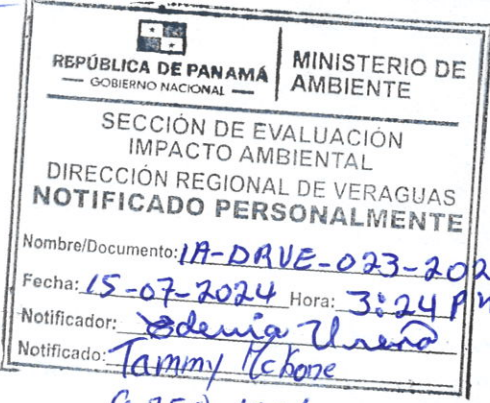 REPÚBLICA DE PANAMÁ
— GOBIERNO NACIONAL —
MINISTERIO DE
AMBIENTE
SECCIÓN DE EVALUACIÓN
IMPACTO AMBIENTAL
DIRECCIÓN REGIONAL DE VERAGUAS
NOTIFICADO PERSONALMENTE
Nombre/Documento: IA-DRVE-023-202
Fecha: 15-07-2024 Hora: 3:24 P
Notificador: Ureña
Notificado: Tammy